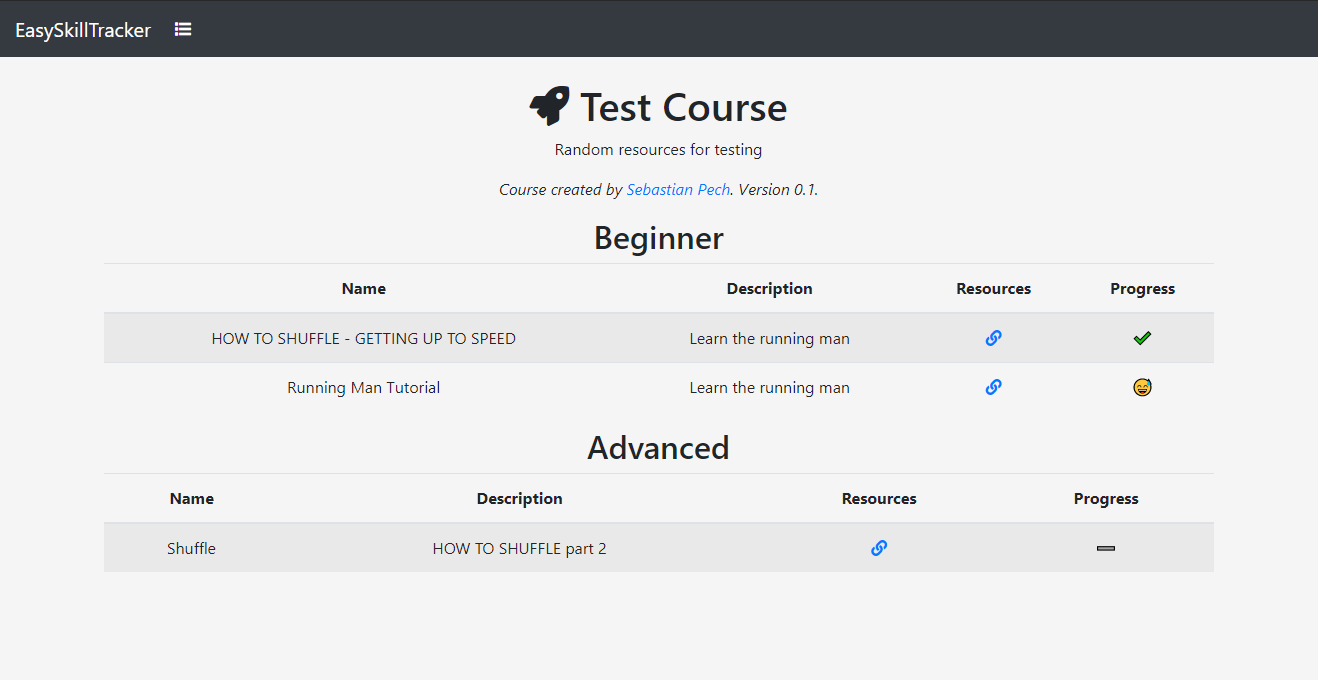 EasySkillTracker
Test Course
Random resources for testing
Course created by Sebastian Pech. Version 0.1.
Beginner
Name Description Resources Progress
HOW TO SHUFFLE - GETTING UP TO SPEED Learn the running man
Running Man Tutorial Learn the running man
Advanced
Name Description Resources Progress
Shuffle HOW TO SHUFFLE part 2